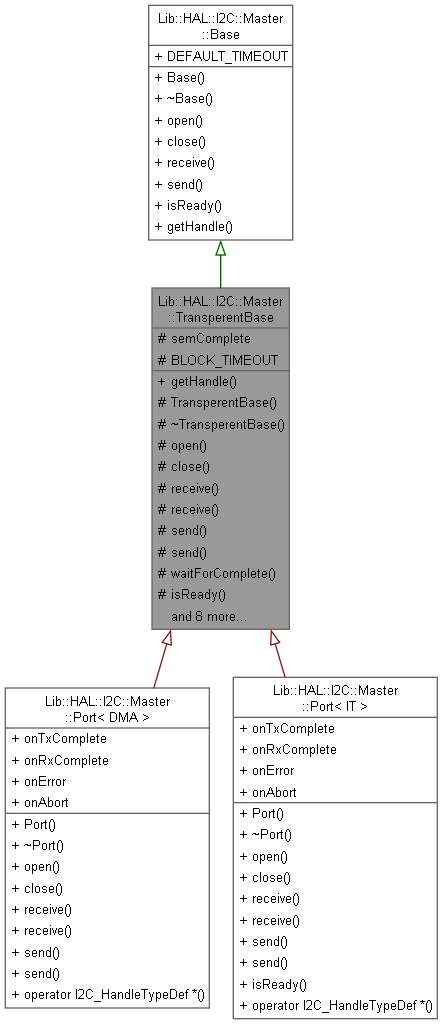 Lib::HAL::I2C::Master
::Base
+ DEFAULT_TIMEOUT
+ Base()
+ ~Base()
+ open()
+ close()
+ receive()
+ send()
+ isReady()
+ getHandle()
Lib::HAL::I2C::Master
::TransperentBase
# semComplete
# BLOCK_TIMEOUT
+ getHandle()
# TransperentBase()
# ~TransperentBase()
# open()
# close()
# receive()
# receive()
# send()
# send()
# waitForComplete()
# isReady()
and 8 more...
Lib::HAL::I2C::Master
::Port< DMA >
+ onTxComplete
+ onRxComplete
+ onError
+ onAbort
+ Port()
+ ~Port()
+ open()
+ close()
+ receive()
+ receive()
+ send()
+ send()
+ operator I2C_HandleTypeDef *()
Lib::HAL::I2C::Master
::Port< IT >
+ onTxComplete
+ onRxComplete
+ onError
+ onAbort
+ Port()
+ ~Port()
+ open()
+ close()
+ receive()
+ receive()
+ send()
+ send()
+ isReady()
+ operator I2C_HandleTypeDef *()